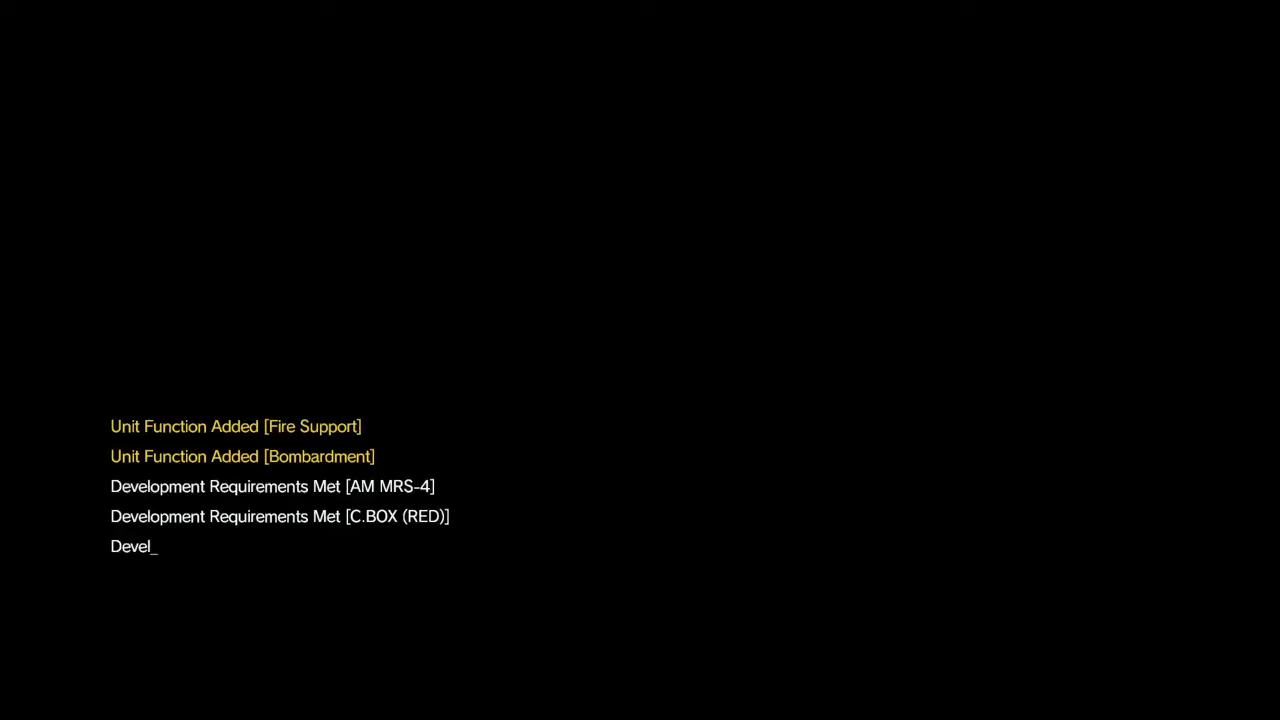 Unit Function Added [Fire Support]
Unit Function Added [Bombardment]
Development Requirements Met [AM MRS-4]
Development Requirements Met [C.BOX (RED)]
Devel_